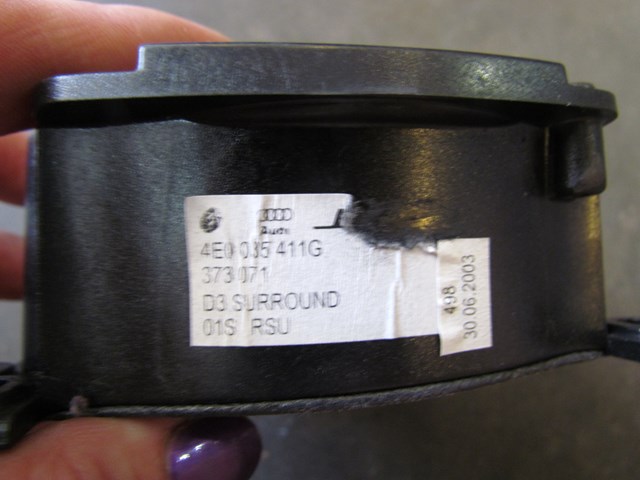 Audi
4E0 035 411G
373 071
D3 SURROUND
01S RSU
498
30.06.2003